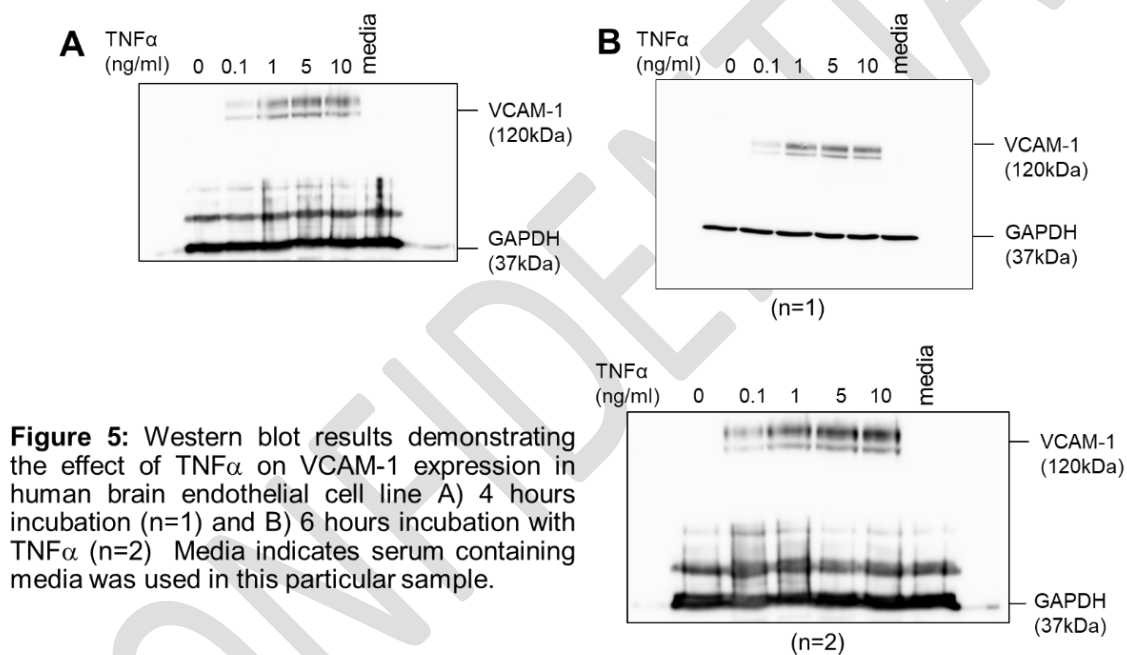 A
TNFα
(ng/ml) 0 0.1 1 5 10 media
VCAM-1
(120kDa)
GAPDH
(37kDa)
B
TNFα
(ng/ml) 0 0.1 1 5 10 media
VCAM-1
(120kDa)
GAPDH
(37kDa)
(n=1)
TNFα
(ng/ml) 0 0.1 1 5 10 media
VCAM-1
(120kDa)
GAPDH
(37kDa)
(n=2)
Figure 5: Western blot results demonstrating
the effect of TNFα on VCAM-1 expression in
human brain endothelial cell line A) 4 hours
incubation (n=1) and B) 6 hours incubation with
TNFα (n=2) Media indicates serum containing
media was used in this particular sample.
ONFIDENTIA